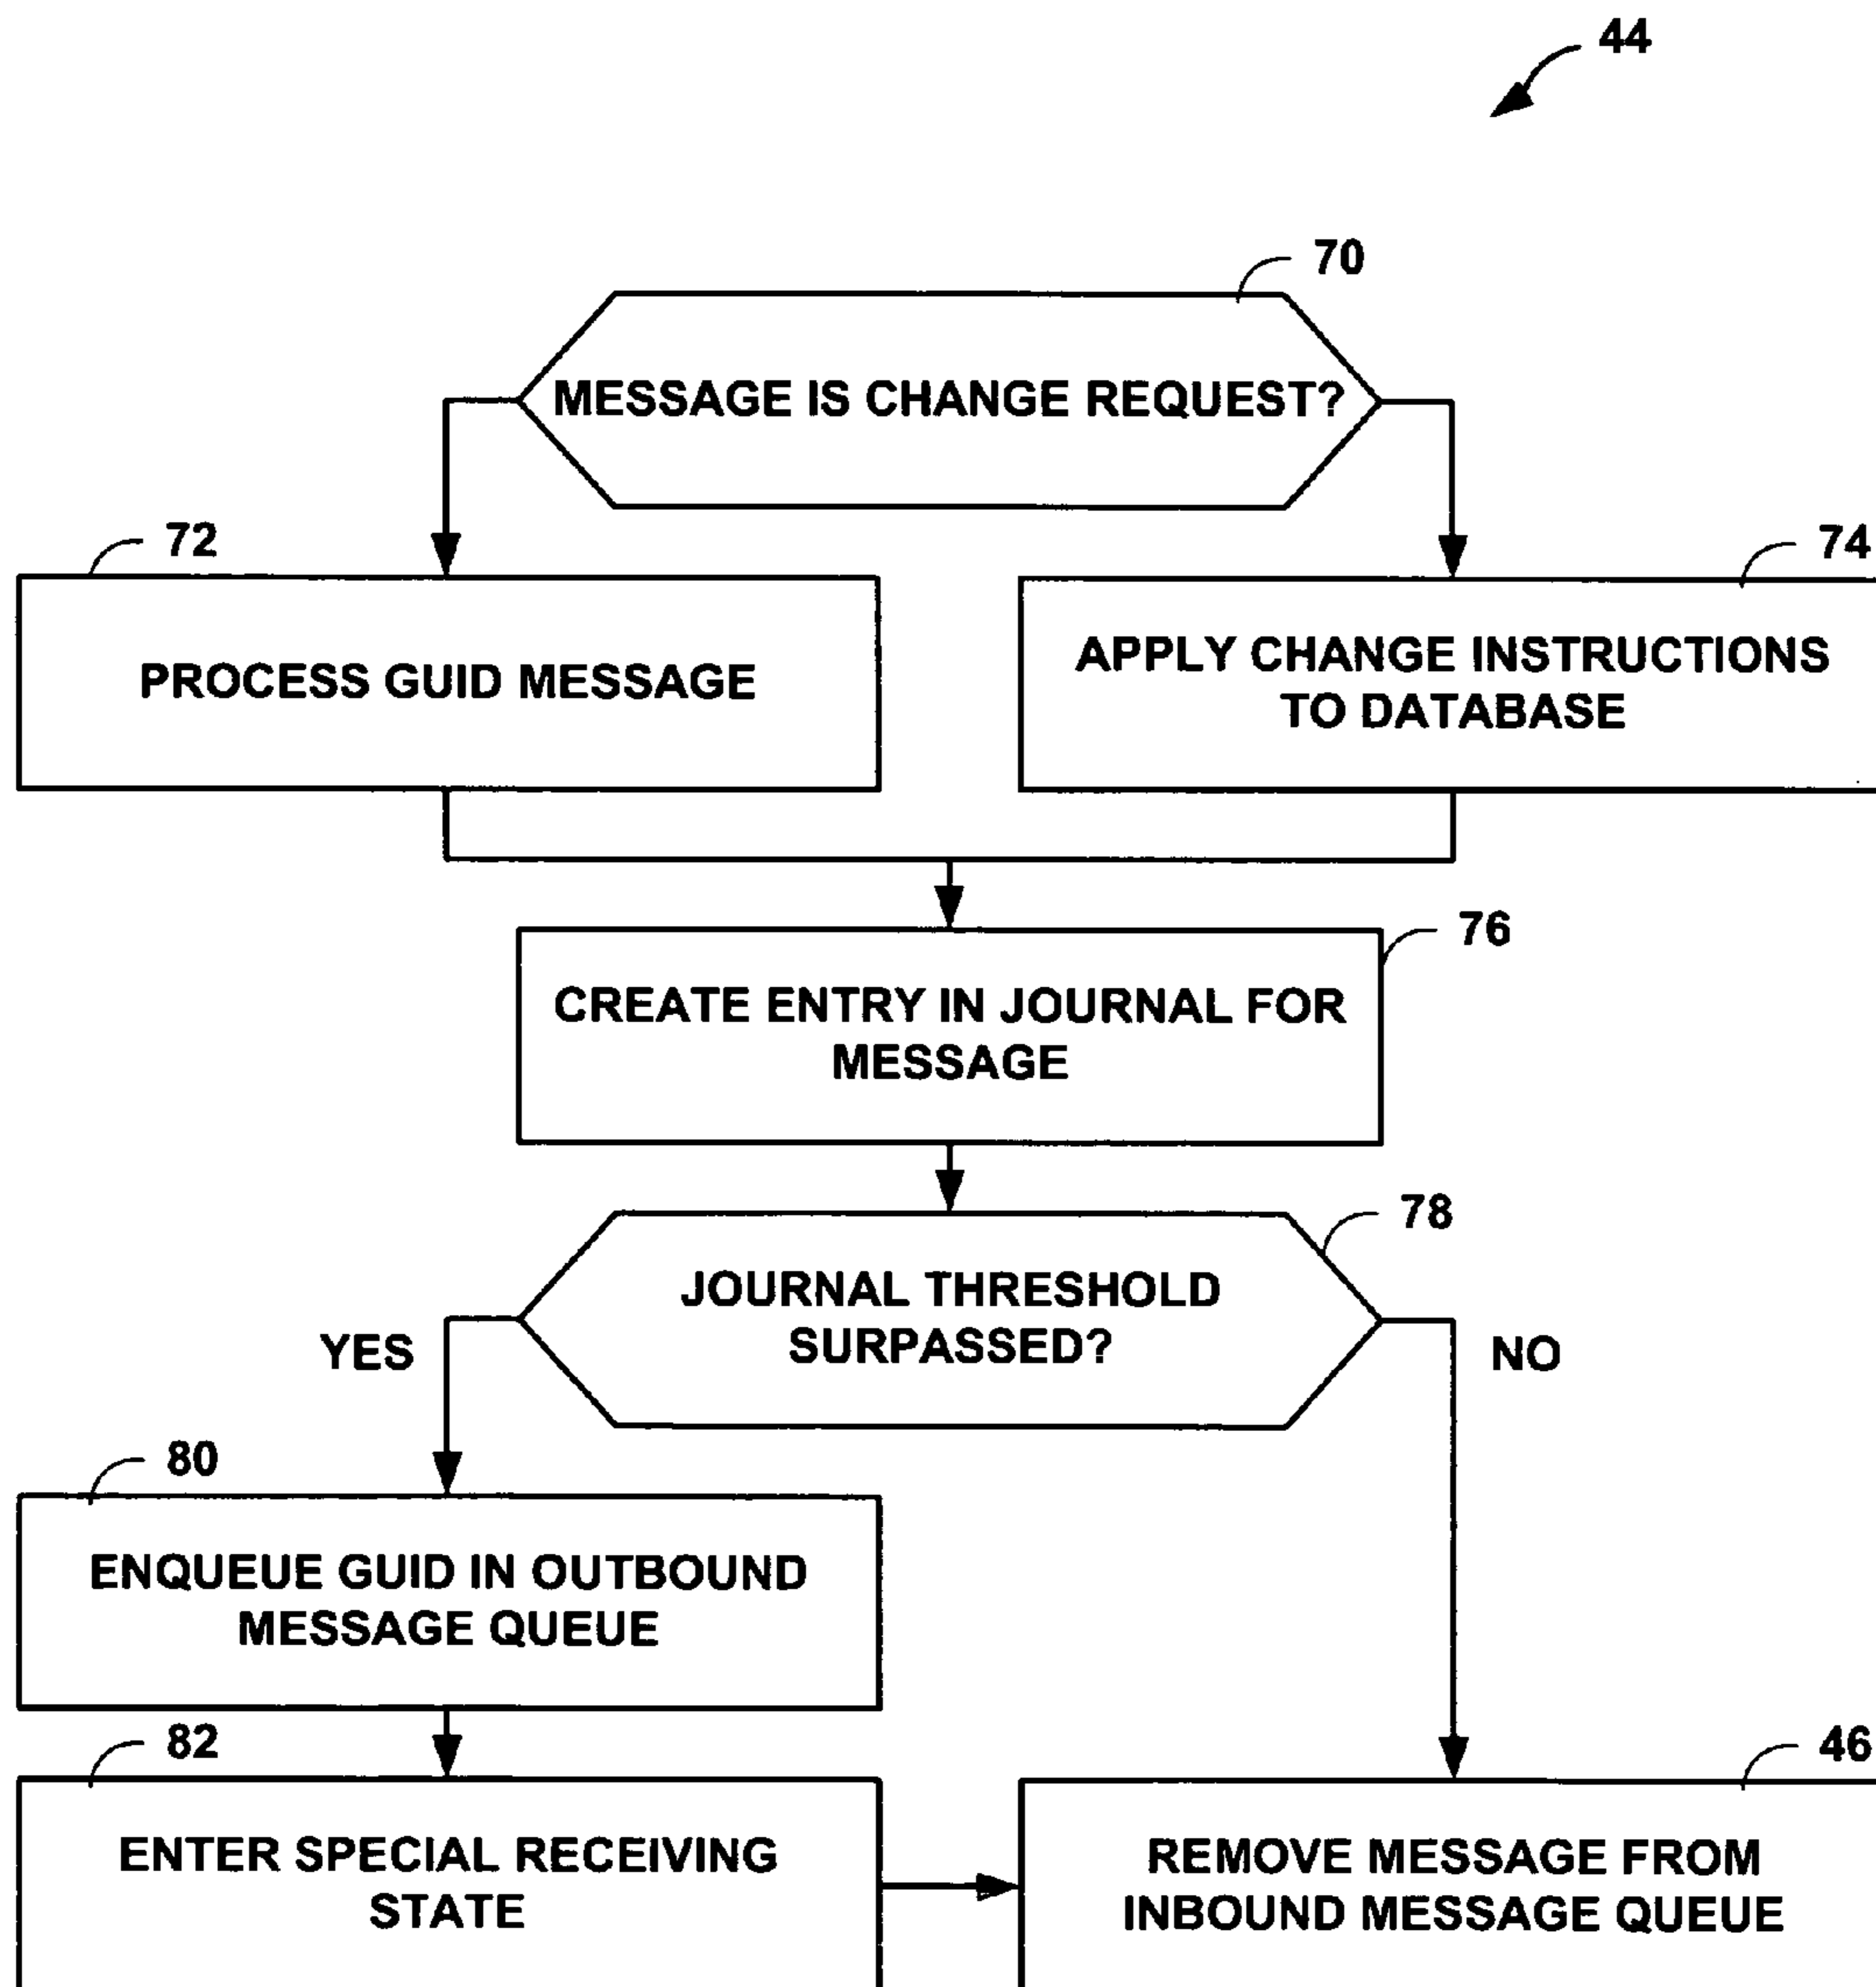 44
70
MESSAGE IS CHANGE REQUEST?
72
74
PROCESS GUID MESSAGE
APPLY CHANGE INSTRUCTIONS
TO DATABASE
76
CREATE ENTRY IN JOURNAL FOR
MESSAGE
78
JOURNAL THRESHOLD
SURPASSED?
YES
NO
80
ENQUEUE GUID IN OUTBOUND
MESSAGE QUEUE
82
46
ENTER SPECIAL RECEIVING
STATE
REMOVE MESSAGE FROM
INBOUND MESSAGE QUEUE